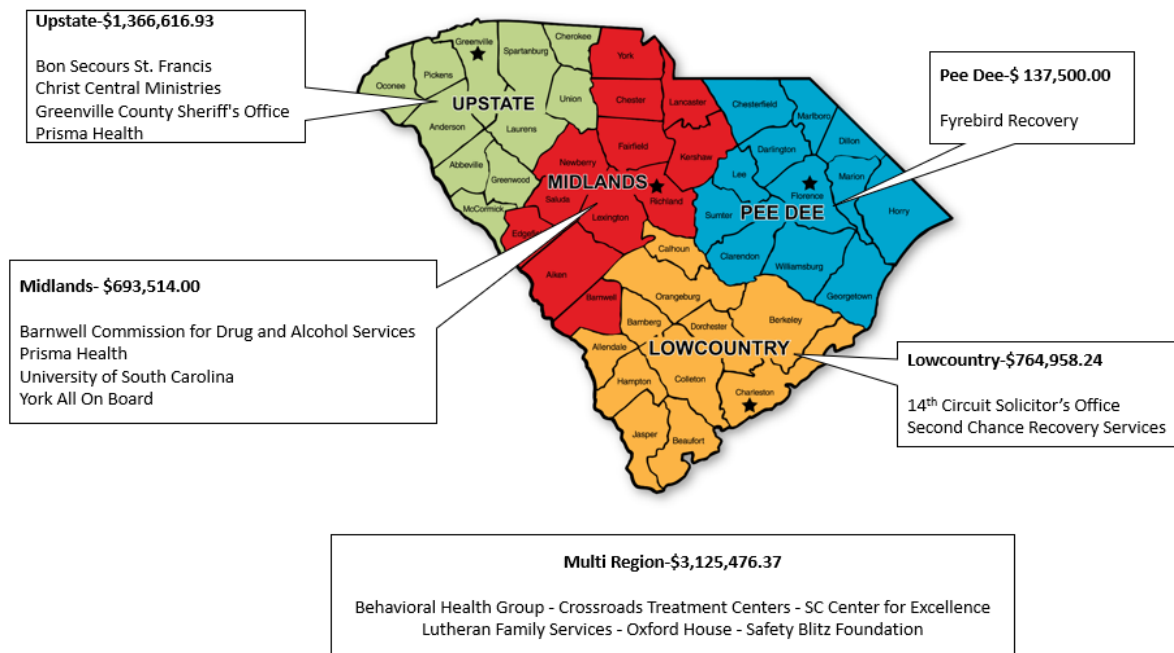 Upstate-$1,366,616.93
Bon Secours St. Francis
Christ Central Ministries
Greenville County Sheriff's Office
Prisma Health
Pee Dee-$ 137,500.00
Fyrebird Recovery
Midlands- $693,514.00
Barnwell Commission for Drug and Alcohol Services
Prisma Health
University of South Carolina
York All On Board
Lowcountry-$764,958.24
14th Circuit Solicitor's Office
Second Chance Recovery Services
UPSTATE
Oconee
Pickens
Greenville
Spartanburg
Cherokee
Union
Anderson
Laurens
Abbeville
Greenwood
McCormick
MIDLANDS
York
Chester
Lancaster
Fairfield
Kershaw
Newberry
Saluda
Richland
Lexington
Aiken
Barnwell
PEE DEE
Chesterfield
Marlboro
Dillon
Darlington
Lee
Marion
Florence
Horry
Sumter
Clarendon
Williamsburg
Georgetown
LOWCOUNTRY
Calhoun
Orangeburg
Bamberg
Dorchester
Berkeley
Allendale
Hampton
Colleton
Charleston
Jasper
Beaufort
Multi Region-$3,125,476.37
Behavioral Health Group - Crossroads Treatment Centers - SC Center for Excellence
Lutheran Family Services - Oxford House - Safety Blitz Foundation